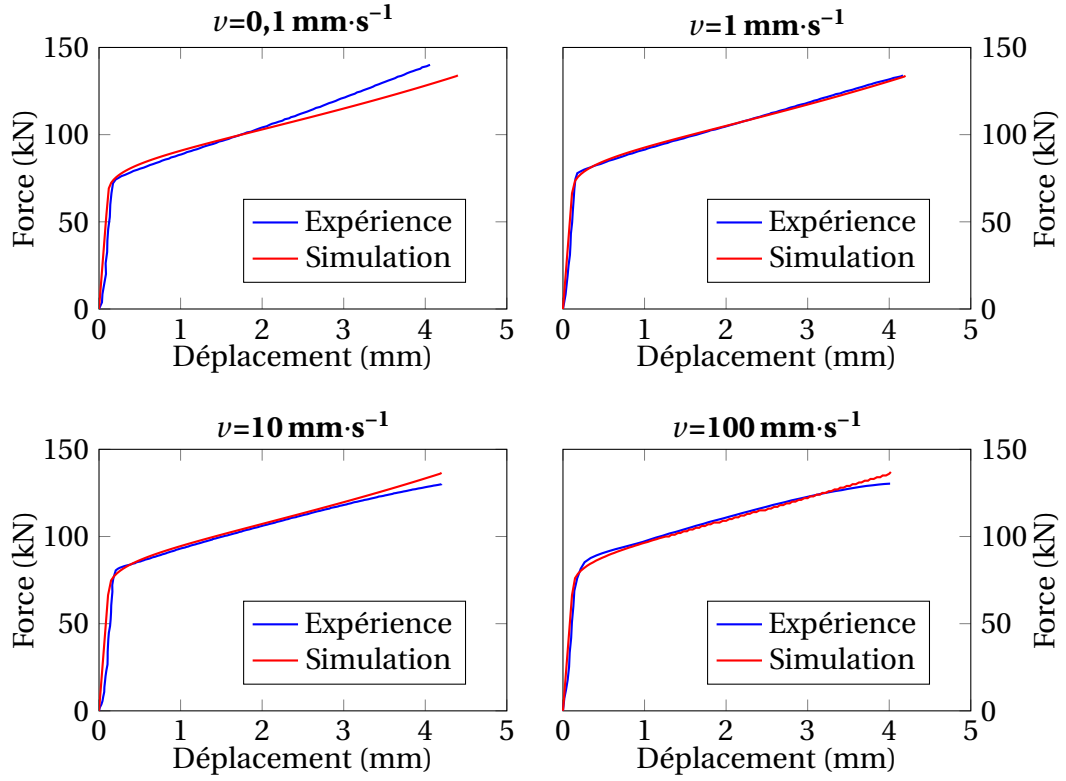 ν=0,1 mm·s⁻¹
150
100
50
0
Force (kN)
Expérience
Simulation
0 1 2 3 4 5
Déplacement (mm)
ν=1 mm·s⁻¹
150
100
50
0
Force (kN)
Expérience
Simulation
0 1 2 3 4 5
Déplacement (mm)
ν=10 mm·s⁻¹
150
100
50
0
Force (kN)
Expérience
Simulation
0 1 2 3 4 5
Déplacement (mm)
ν=100 mm·s⁻¹
150
100
50
0
Force (kN)
Expérience
Simulation
0 1 2 3 4 5
Déplacement (mm)